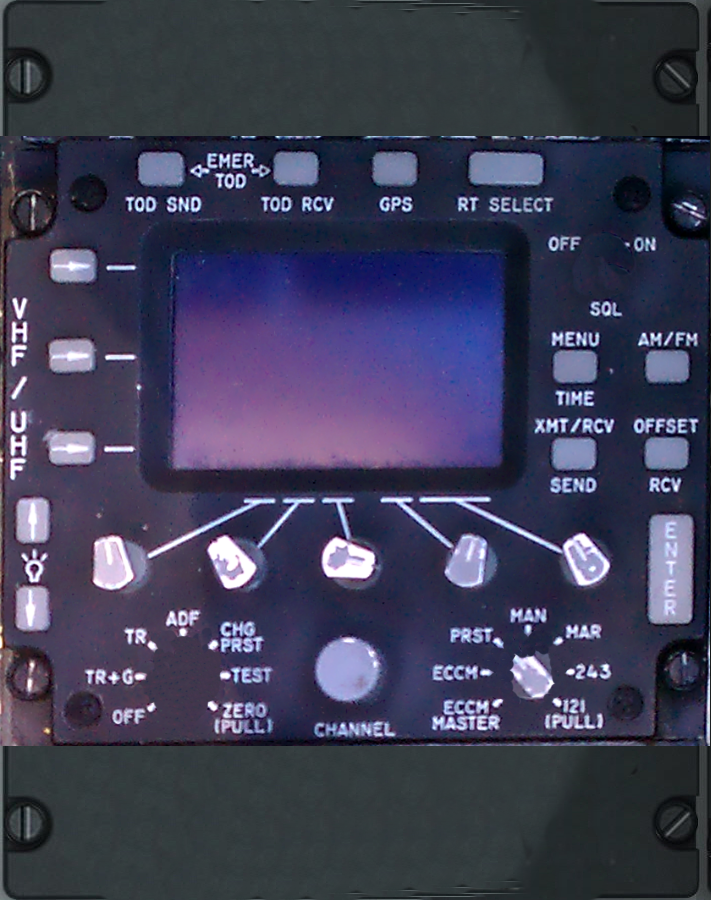 EMER
TOD
TOD SND
TOD RCV
GPS
RT SELECT
OFF
ON
SQL
VHF/UHF
MENU
AM/FM
TIME
XMT/RCV
OFFSET
SEND
RCV
ENTER
ADF
TR
CHG
PRST
TR+G
TEST
OFF
ZERO
(PULL)
CHANNEL
MAN
PRST
MAR
ECCM
243
ECCM
MASTER
121
(PULL)